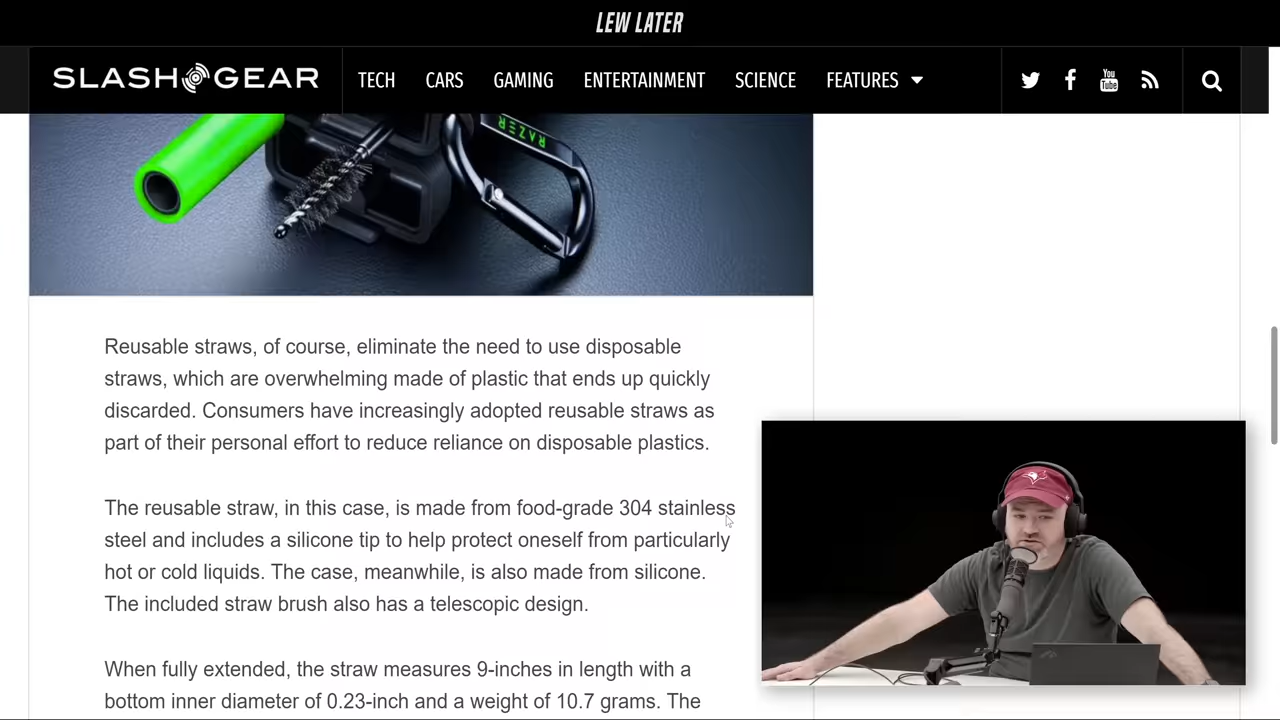 LEW LATER
SLASH GEAR
TECH
CARS
GAMING
ENTERTAINMENT
SCIENCE
FEATURES
You
Tube
RAZER
Reusable straws, of course, eliminate the need to use disposable
straws, which are overwhelming made of plastic that ends up quickly
discarded. Consumers have increasingly adopted reusable straws as
part of their personal effort to reduce reliance on disposable plastics.
The reusable straw, in this case, is made from food-grade 304 stainless
steel and includes a silicone tip to help protect oneself from particularly
hot or cold liquids. The case, meanwhile, is also made from silicone.
The included straw brush also has a telescopic design.
When fully extended, the straw measures 9-inches in length with a
bottom inner diameter of 0.23-inch and a weight of 10.7 grams. The